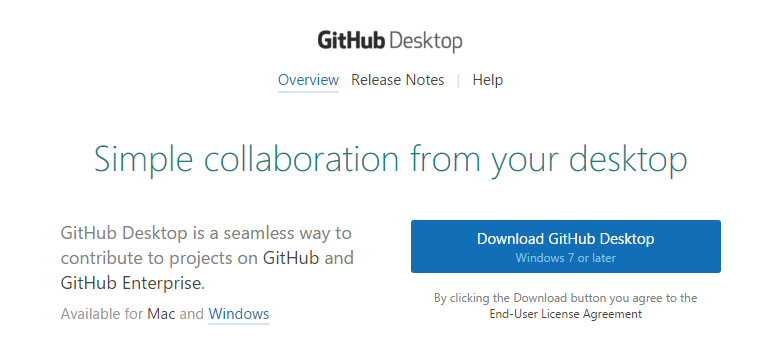 GitHub Desktop
Overview Release Notes | Help
Simple collaboration from your desktop
GitHub Desktop is a seamless way to
contribute to projects on GitHub and
GitHub Enterprise.
Available for Mac and Windows
Download GitHub Desktop
Windows 7 or later
By clicking the Download button you agree to the
End-User License Agreement